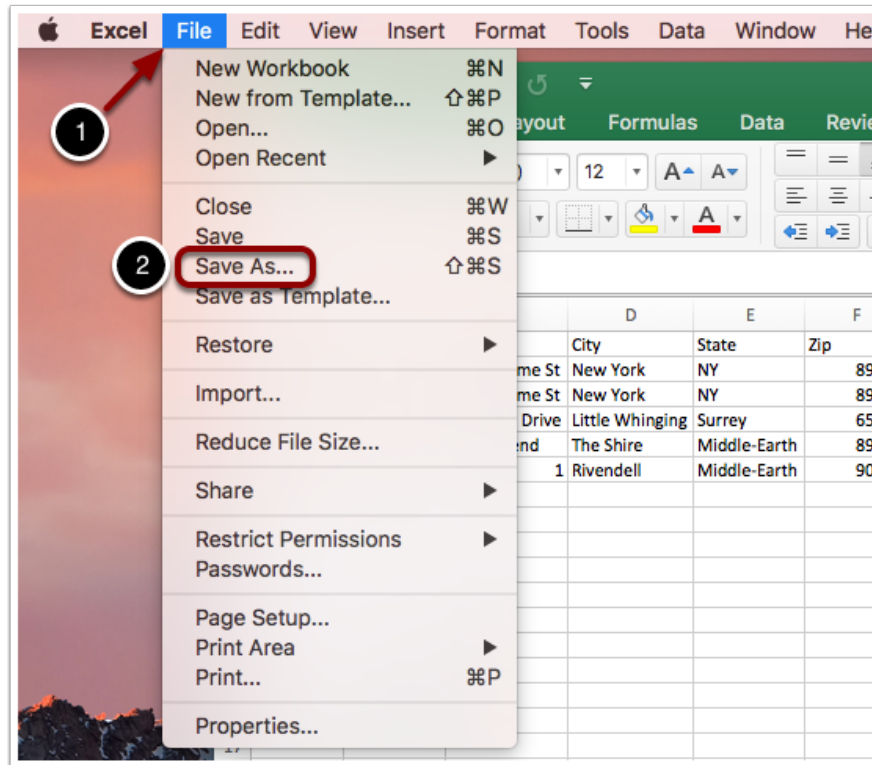 Excel File Edit View Insert Format Tools Data Window He
1
New Workbook ⌘N
New from Template... ⇧⌘P
Open... ⌘O
Open Recent ▶
Close ⌘W
Save ⌘S
2
Save As... ⇧⌘S
Save as Template...
Restore ▶
Import...
Reduce File Size...
Share ▶
Restrict Permissions ▶
Passwords...
Page Setup...
Print Area ▶
Print... ⌘P
Properties...
ayout Formulas Data Revie
12 A A
A
D E F
City State Zip
me St New York NY 89
me St New York NY 89
Drive Little Whinging Surrey 65
end The Shire Middle-Earth 89
1 Rivendell Middle-Earth 90
17